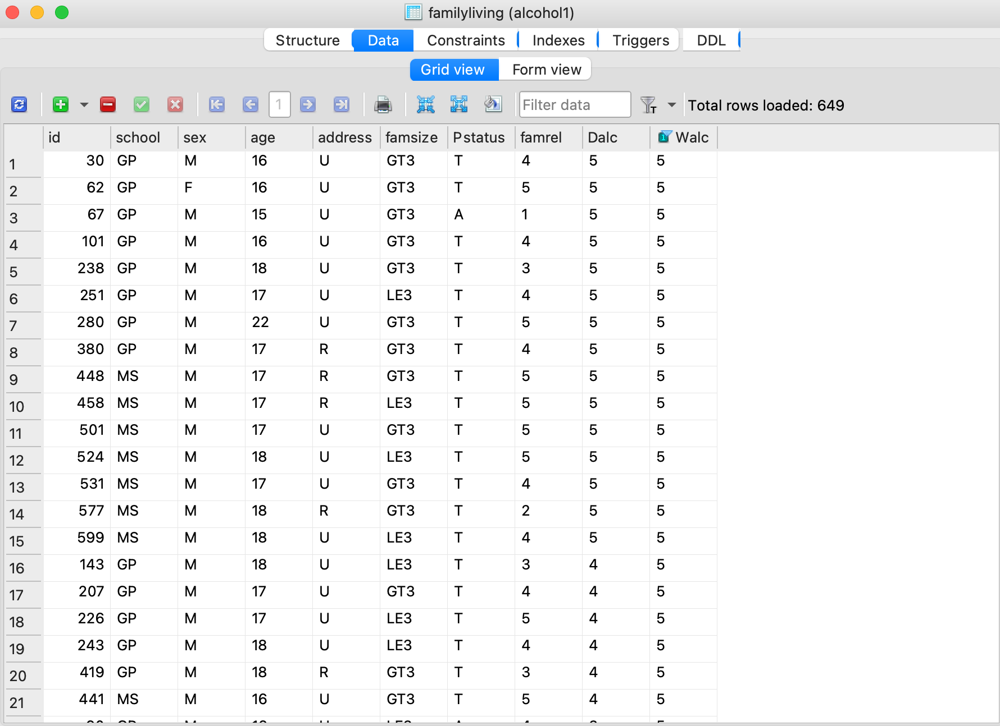 familyliving (alcohol1)
Structure Data Constraints Indexes Triggers DDL
Grid view Form view
1 Filter data T Total rows loaded: 649
id school sex age address famsize Pstatus famrel Dalc 1 Walc
1 30 GP M 16 U GT3 T 4 5 5
2 62 GP F 16 U GT3 T 5 5 5
3 67 GP M 15 U GT3 A 1 5 5
4 101 GP M 16 U GT3 T 4 5 5
5 238 GP M 18 U GT3 T 3 5 5
6 251 GP M 17 U LE3 T 4 5 5
7 280 GP M 22 U GT3 T 5 5 5
8 380 GP M 17 R GT3 T 4 5 5
9 448 MS M 17 R GT3 T 5 5 5
10 458 MS M 17 R LE3 T 5 5 5
11 501 MS M 17 U GT3 T 5 5 5
12 524 MS M 18 U LE3 T 5 5 5
13 531 MS M 17 U GT3 T 4 5 5
14 577 MS M 18 R GT3 T 2 5 5
15 599 MS M 18 U LE3 T 4 5 5
16 143 GP M 18 U LE3 T 3 4 5
17 207 GP M 17 U GT3 T 4 4 5
18 226 GP M 17 U LE3 T 5 4 5
19 243 GP M 18 U LE3 T 4 4 5
20 419 GP M 18 R GT3 T 3 4 5
21 441 MS M 16 U GT3 T 5 4 5